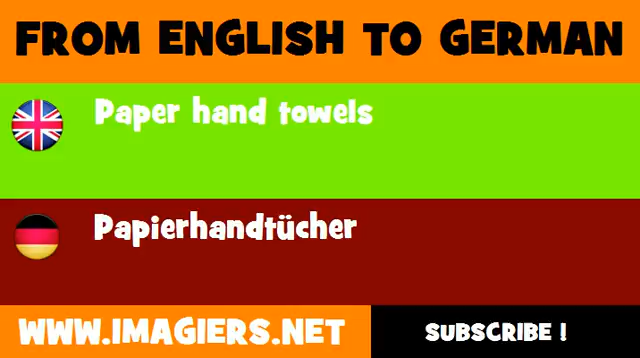 FROM ENGLISH TO GERMAN
Paper hand towels
Papierhandtücher
WWW.IMAGIERS.NET
SUBSCRIBE !